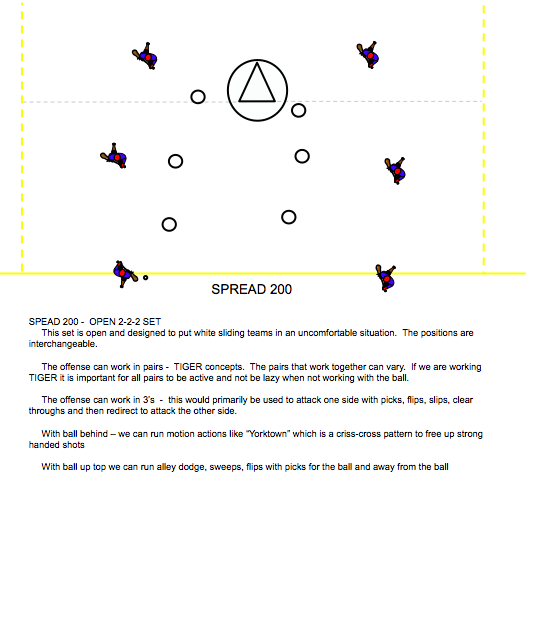 SPREAD 200
SPEAD 200 - OPEN 2-2-2 SET
This set is open and designed to put white sliding teams in an uncomfortable situation. The positions are
interchangeable.
The offense can work in pairs - TIGER concepts. The pairs that work together can vary. If we are working
TIGER it is important for all pairs to be active and not be lazy when not working with the ball.
The offense can work in 3's - this would primarily be used to attack one side with picks, flips, slips, clear
throughs and then redirect to attack the other side.
With ball behind – we can run motion actions like "Yorktown" which is a criss-cross pattern to free up strong
handed shots
With ball up top we can run alley dodge, sweeps, flips with picks for the ball and away from the ball